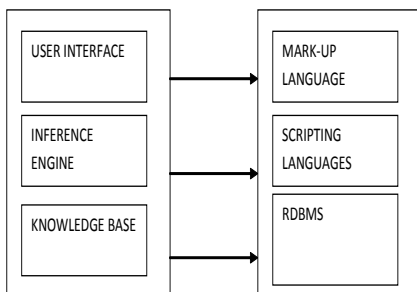 USER INTERFACE
INFERENCE
ENGINE
KNOWLEDGE BASE
MARK-UP
LANGUAGE
SCRIPTING
LANGUAGES
RDBMS